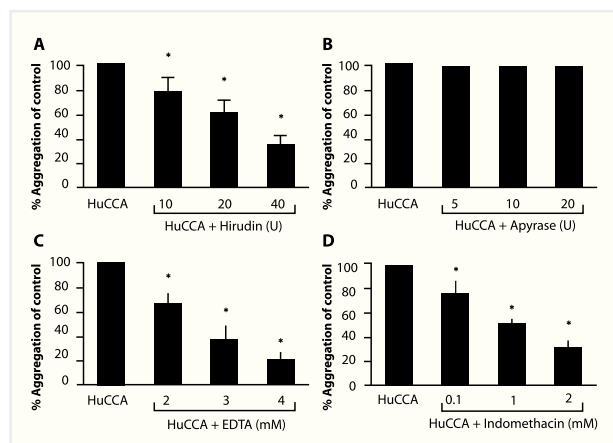 A
% Aggregation of control
100
80
60
40
20
0
*
*
*
HuCCA
10
20
40
HuCCA + Hirudin (U)
B
% Aggregation of control
100
80
60
40
20
0
HuCCA
5
10
20
HuCCA + Apyrase (U)
C
% Aggregation of control
100
80
60
40
20
0
*
*
*
HuCCA
2
3
4
HuCCA + EDTA (mM)
D
% Aggregation of control
100
80
60
40
20
0
*
*
*
HuCCA
0.1
1
2
HuCCA + Indomethacin (mM)